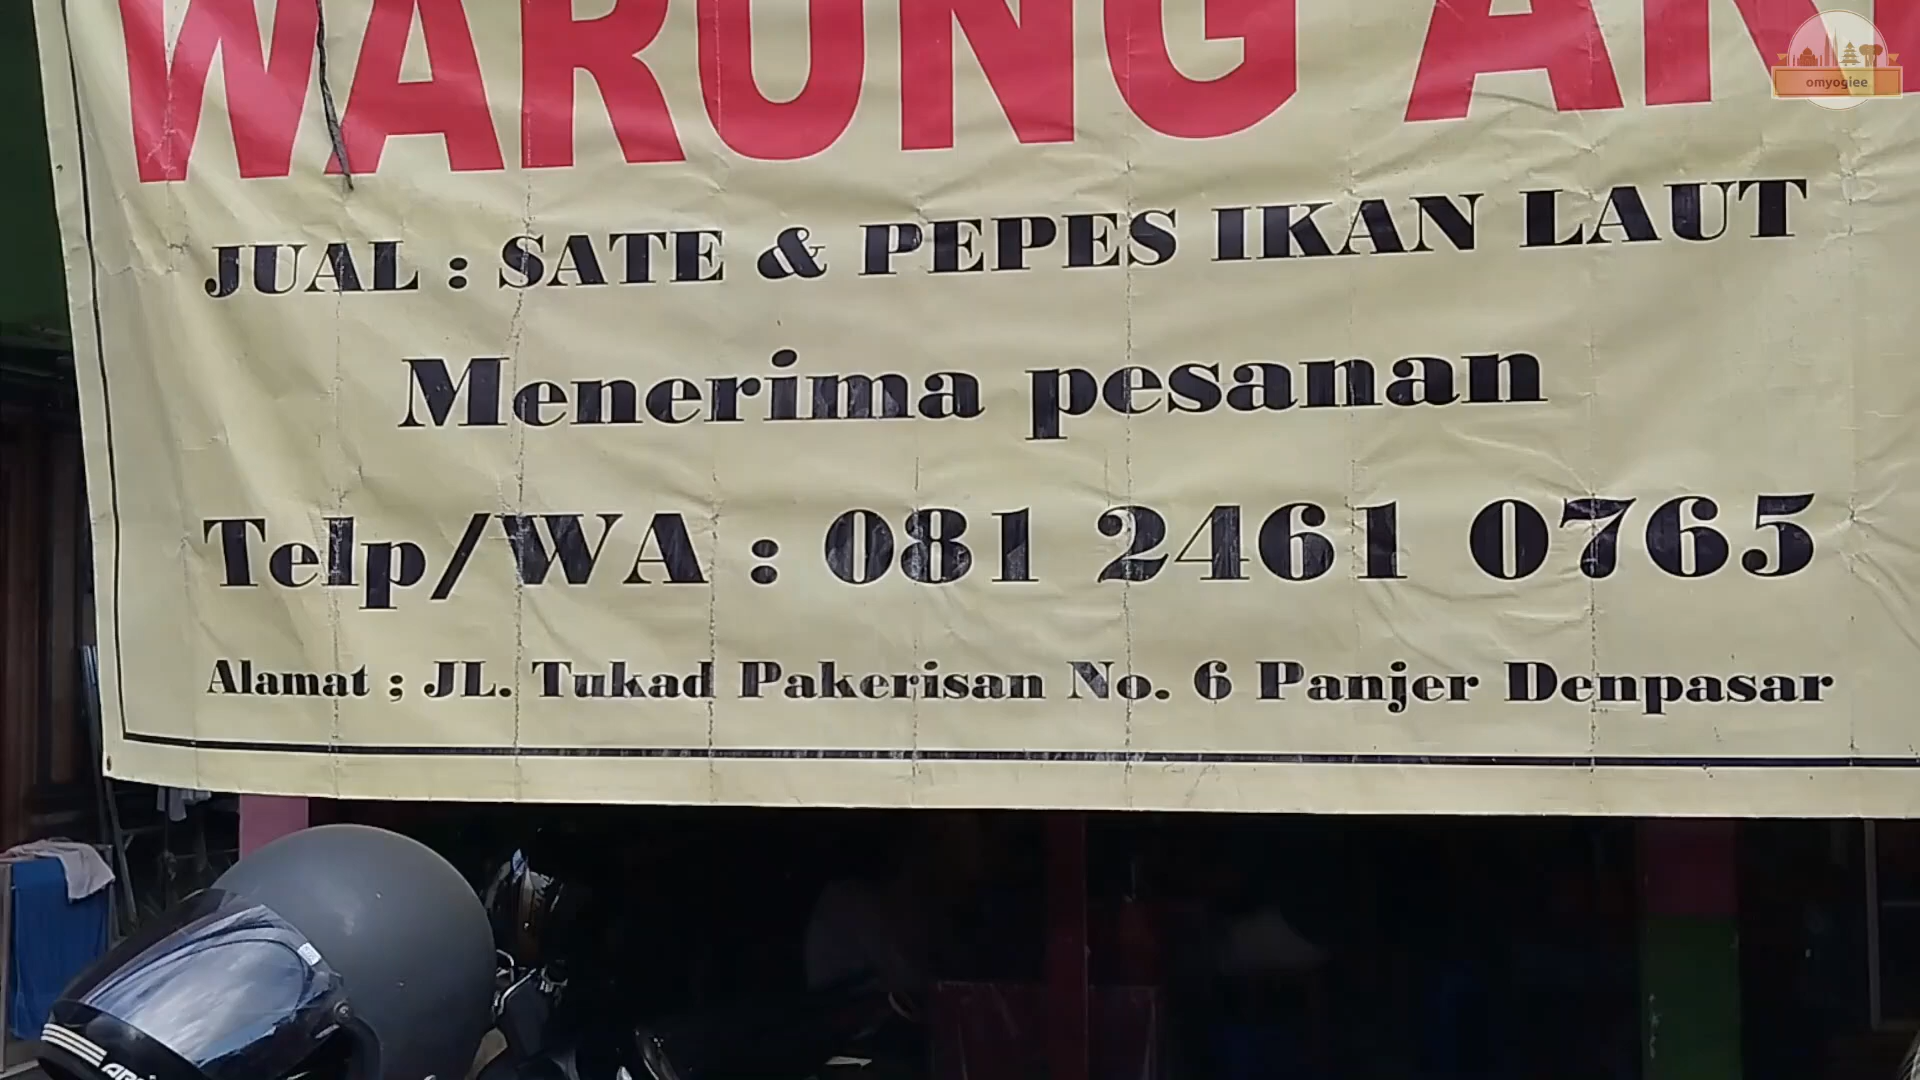 WARUNG
omyogiee
JUAL : SATE & PEPES IKAN LAUT
Menerima pesanan
Telp/WA : 081 2461 0765
Alamat ; JL. Tukad Pakerisan No. 6 Panjer Denpasar